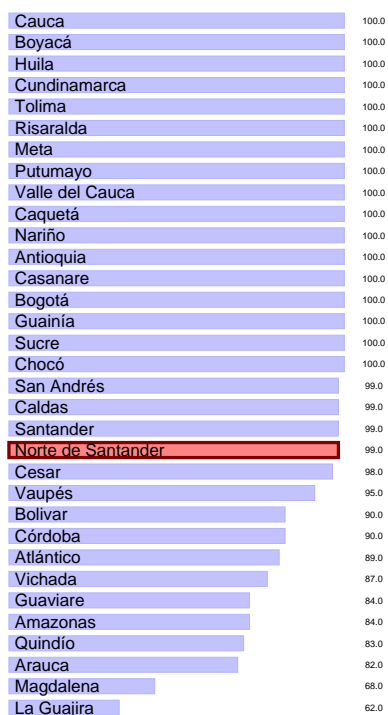 Cauca 100.0
Boyacá 100.0
Huila 100.0
Cundinamarca 100.0
Tolima 100.0
Risaralda 100.0
Meta 100.0
Putumayo 100.0
Valle del Cauca 100.0
Caquetá 100.0
Nariño 100.0
Antioquia 100.0
Casanare 100.0
Bogotá 100.0
Guainía 100.0
Sucre 100.0
Chocó 100.0
San Andrés 99.0
Caldas 99.0
Santander 99.0
Norte de Santander 99.0
Cesar 98.0
Vaupés 95.0
Bolivar 90.0
Córdoba 90.0
Atlántico 89.0
Vichada 87.0
Guaviare 84.0
Amazonas 84.0
Quindío 83.0
Arauca 82.0
Magdalena 68.0
La Guajira 62.0